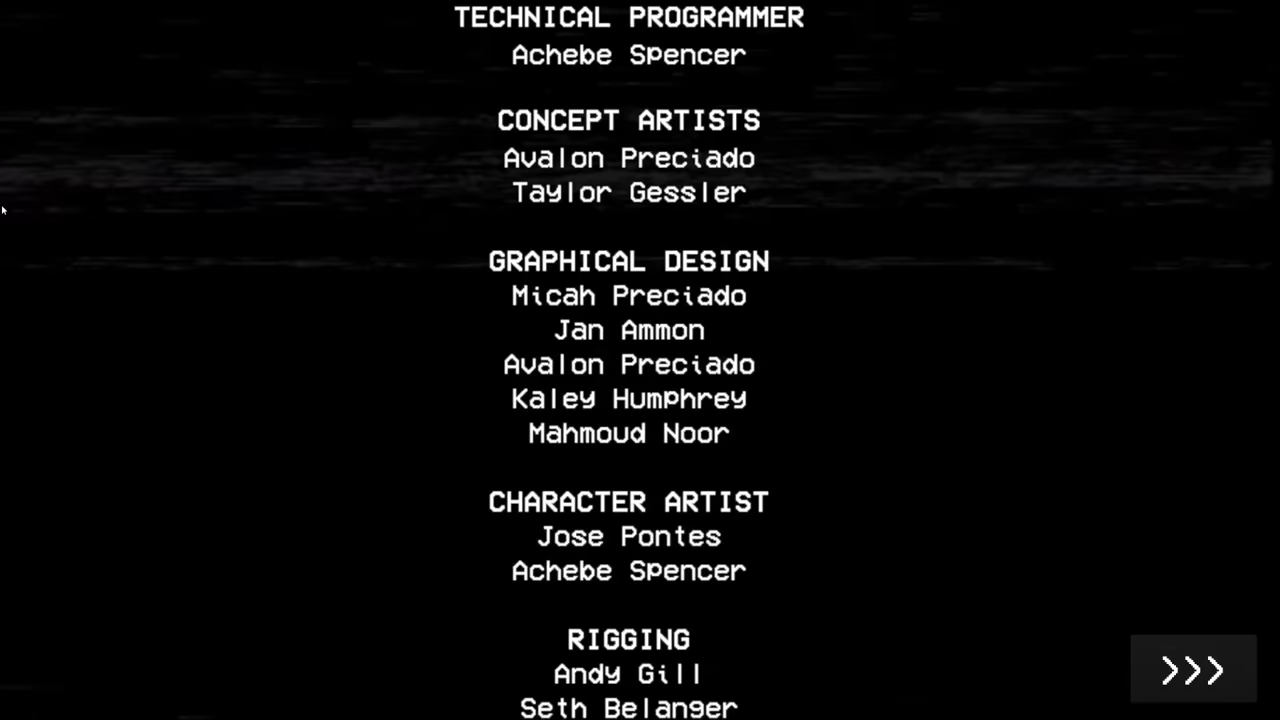 TECHNICAL PROGRAMMER
Achebe Spencer
CONCEPT ARTISTS
Avalon Preciado
Taylor Gessler
GRAPHICAL DESIGN
Micah Preciado
Jan Ammon
Avalon Preciado
Kaley Humphrey
Mahmoud Noor
CHARACTER ARTIST
Jose Pontes
Achebe Spencer
RIGGING
Andy Gill
Seth Belanger
>>>